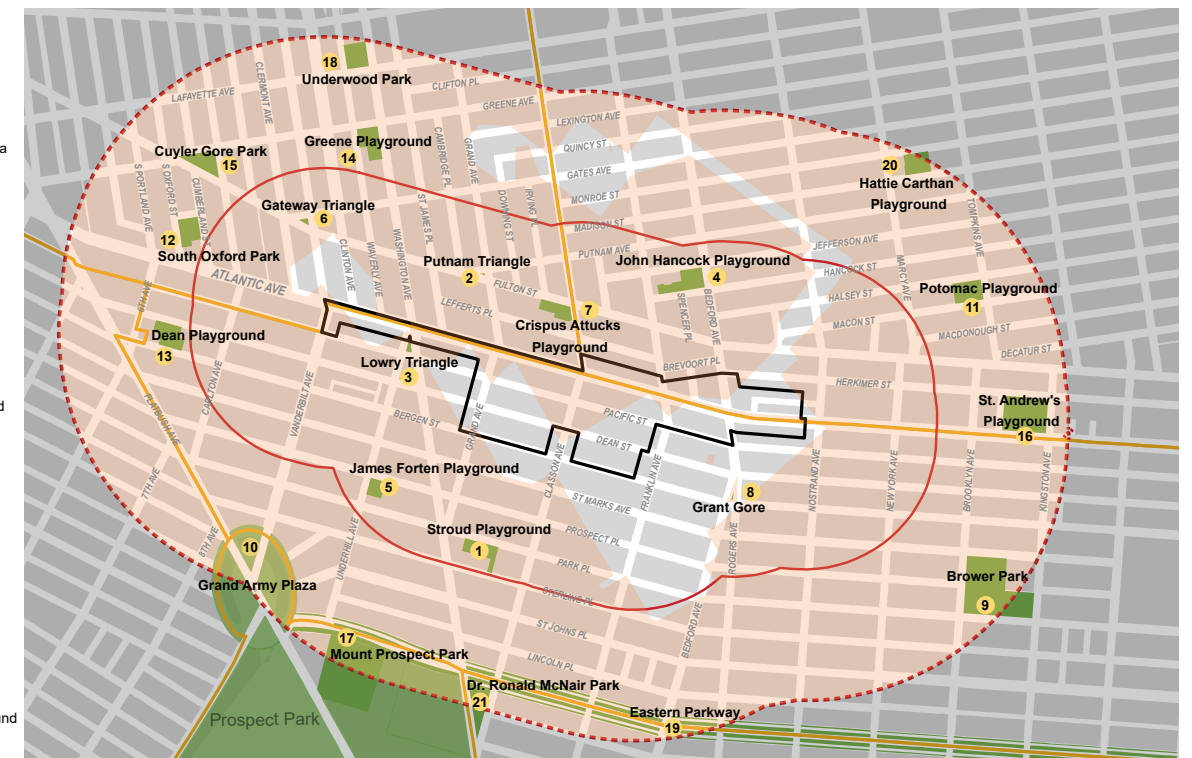 18
Underwood Park
CLERMONT AVE
LAFAYETTE AVE
CLIFTON PL
GREENE AVE
LEXINGTON AVE
QUINCY ST
GATES AVE
MONROE ST
MADISON ST
PUTNAM AVE
Greene Playground
14
CAMBRIDGE PL
GRAND AVE
DOWNING ST
IRVING PL
Cuyler Gore Park
15
a
S PORTLAND AVE
S OXFORD ST
CUMBERLAND ST
20
Hattie Carthan
Playground
TOMPKINS AVE
Gateway Triangle
6
ST JAMES PL
12
South Oxford Park
CLINTON AVE
WAVERLY AVE
WASHINGTON AVE
JEFFERSON AVE
HANCOCK ST
HALSEY ST
MACON ST
MARCY AVE
Putnam Triangle
2
FULTON ST
John Hancock Playground
4
SPENCER PL
BEDFORD AVE
ATLANTIC AVE
LEFFERTS PL
Potomac Playground
11
MACDONOUGH ST
DECATUR ST
6TH AVE
7
Crispus Attucks
Playground
Dean Playground
13
Lowry Triangle
3
BREVOORT PL
HERKIMER ST
CARLTON AVE
VANDERBILT AVE
FLATBUSH AVE
d
St. Andrew's
Playground
16
BERGEN ST
GRAND AVE
PACIFIC ST
DEAN ST
CLASSON AVE
FRANKLIN AVE
7TH AVE
James Forten Playground
5
8
Grant Gore
NOSTRAND AVE
NEW YORK AVE
BROOKLYN AVE
KINGSTON AVE
ST MARKS AVE
Stroud Playground
1
PROSPECT PL
PARK PL
STERLING PL
ROGERS AVE
8TH AVE
10
Grand Army Plaza
UNDERHILL AVE
Brower Park
9
ST JOHNS PL
BEDFORD AVE
17
Mount Prospect Park
LINCOLN PL
Dr. Ronald McNair Park
21
Eastern Parkway
19
Prospect Park
und